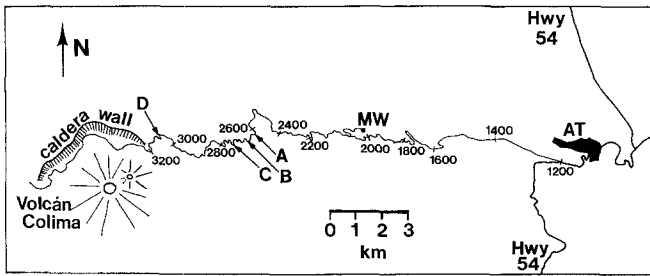 Hwy
54
N
D
caldera wall
3000
3200
2800
2600
2400
2200
MW
2000
1800
1600
1400
AT
1200
A
B
C
Volcán
Colima
0 1 2 3
km
Hwy
54